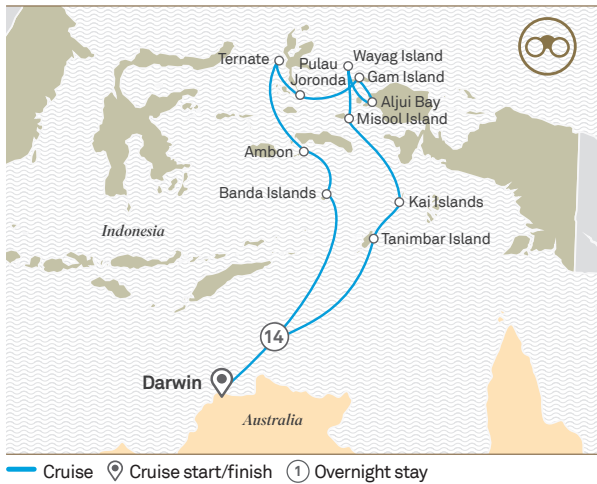 Ternate
Pulau
Joronda
Wayag Island
Gam Island
Aljui Bay
Misool Island
Ambon
Banda Islands
Kai Islands
Indonesia
Tanimbar Island
14
Darwin
Australia
Cruise Cruise start/finish 1 Overnight stay